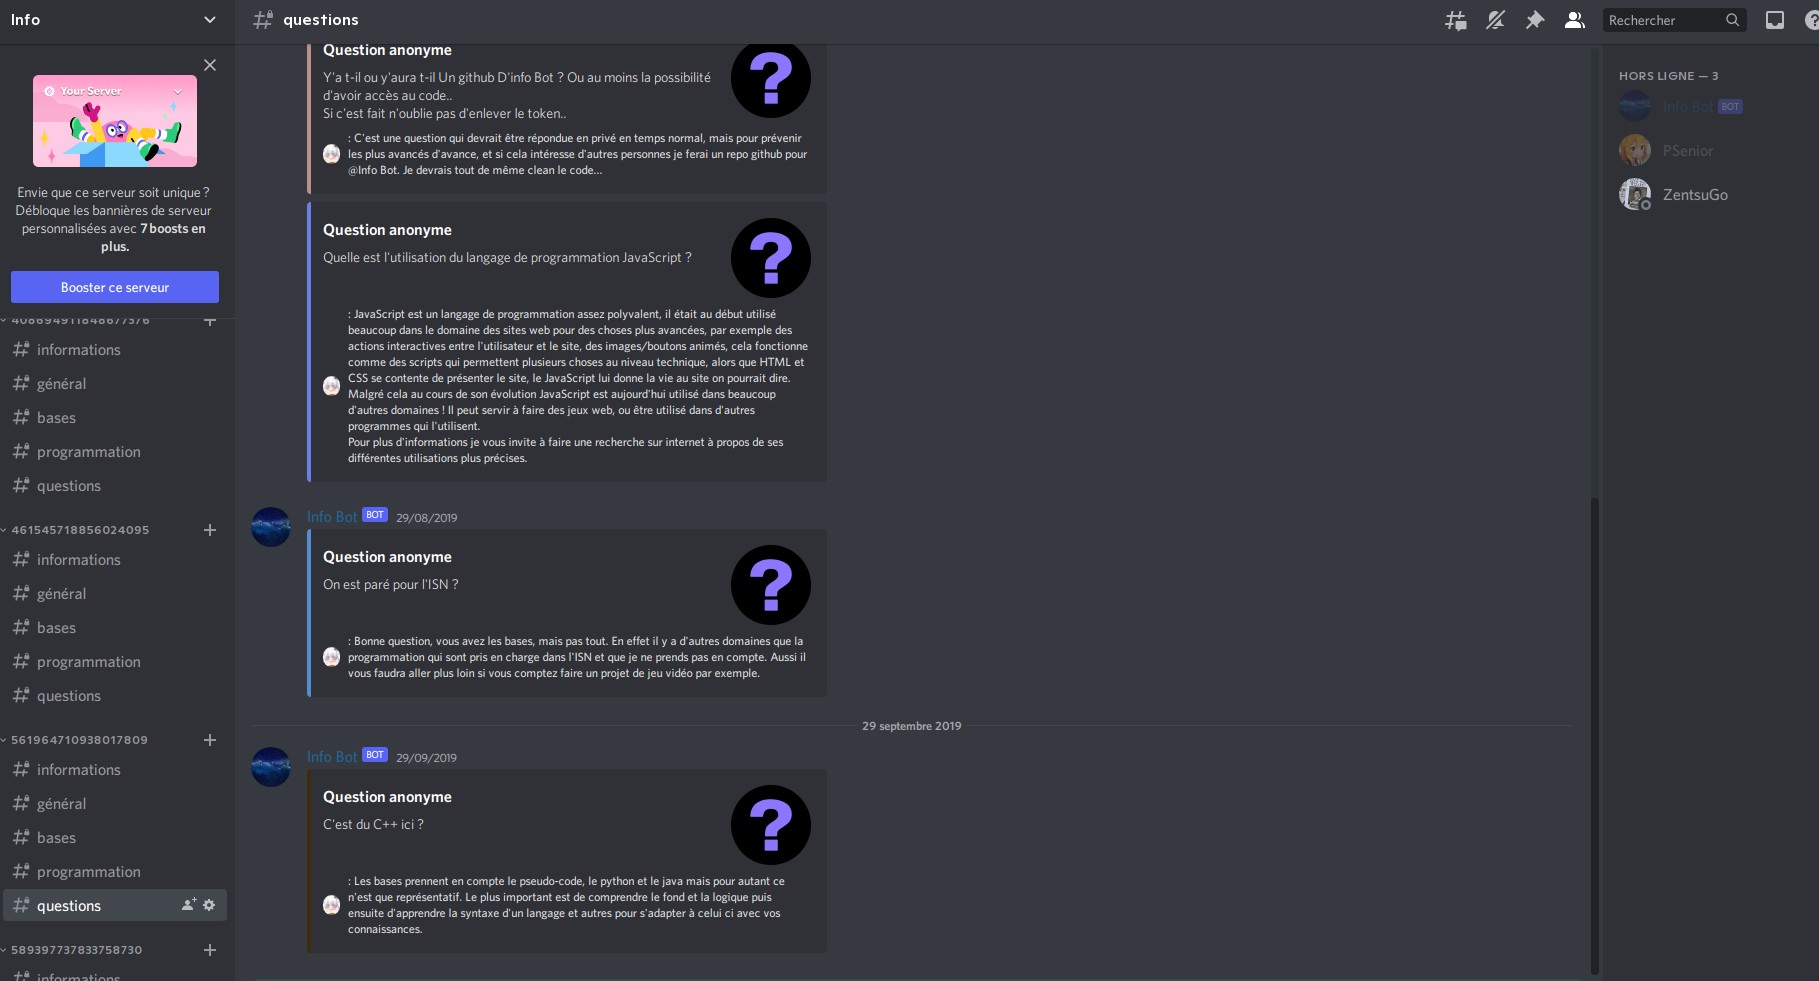 Info
questions
Rechercher
Your Server
Envie que ce serveur soit unique ?
Débloque les bannières de serveur
personnalisées avec 7 boosts en
plus.
Booster ce serveur
408694911848677376
informations
général
bases
programmation
questions
461545718856024095
informations
général
bases
programmation
questions
561964710938017809
informations
général
bases
programmation
questions
589397737833758730
informations
Question anonyme
Y'a t-il ou y'aura t-il Un github D'info Bot ? Ou au moins la possibilité
d'avoir accès au code..
Si c'est fait n'oublie pas d'enlever le token..
: C'est une question qui devrait être répondue en privé en temps normal, mais pour prévenir
les plus avancés d'avance, et si cela intéresse d'autres personnes je ferai un repo github pour
@Info Bot. Je devrais tout de même clean le code...
Question anonyme
Quelle est l'utilisation du langage de programmation JavaScript ?
: JavaScript est un langage de programmation assez polyvalent, il était au début utilisé
beaucoup dans le domaine des sites web pour des choses plus avancées, par exemple des
actions interactives entre l'utilisateur et le site, des images/boutons animés, cela fonctionne
comme des scripts qui permettent plusieurs choses au niveau technique, alors que HTML et
CSS se contente de présenter le site, le JavaScript lui donne la vie au site on pourrait dire.
Malgré cela au cours de son évolution JavaScript est aujourd'hui utilisé dans beaucoup
d'autres domaines ! Il peut servir à faire des jeux web, ou être utilisé dans d'autres
programmes qui l'utilisent.
Pour plus d'informations je vous invite à faire une recherche sur internet à propos de ses
différentes utilisations plus précises.
Info Bot BOT 29/08/2019
Question anonyme
On est paré pour l'ISN ?
: Bonne question, vous avez les bases, mais pas tout. En effet il y a d'autres domaines que la
programmation qui sont pris en charge dans l'ISN et que je ne prends pas en compte. Aussi il
vous faudra aller plus loin si vous comptez faire un projet de jeu vidéo par exemple.
29 septembre 2019
Info Bot BOT 29/09/2019
Question anonyme
C'est du C++ ici ?
: Les bases prennent en compte le pseudo-code, le python et le java mais pour autant ce
n'est que représentatif. Le plus important est de comprendre le fond et la logique puis
ensuite d'apprendre la syntaxe d'un langage et autres pour s'adapter à celui ci avec vos
connaissances.
HORS LIGNE — 3
Info Bot BOT
PSenior
ZentsuGo